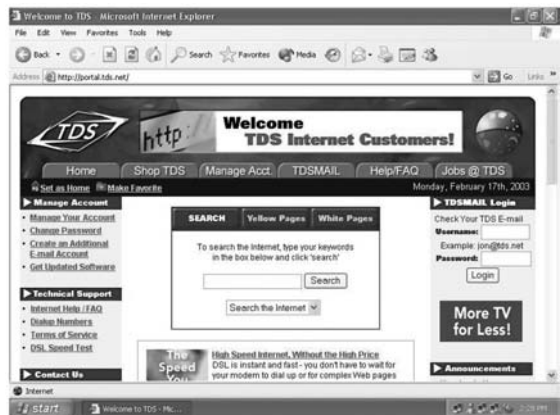 Welcome to TDS - Microsoft Internet Explorer
File Edit View Favorites Tools Help
Back Search Favorites Media
Address http://portal.tds.net/ Go Links
TDS
http:
Welcome
TDS Internet Customers!
Home Shop TDS Manage Acct. TDSMAIL Help/FAQ Jobs @ TDS
Set as Home Make Favorite Monday, February 17th, 2003
Manage Account
Manage Your Account
Change Password
Create an Additional
E-mail Account
Get Updated Software
Technical Support
Internet Help / FAQ
Dialup Numbers
Terms of Service
DSL Speed Test
Contact Us
SEARCH Yellow Pages White Pages
To search the Internet, type your keywords
in the box below and click 'search'
Search
Search the Internet
The
Speed
You
High Speed Internet, Without the High Price
DSL is instant and fast - you don't have to wait for
your modem to dial up or for complex Web pages
TDSMAIL Login
Check Your TDS E-mail
Username:
Example: jon@tds.net
Password:
Login
More TV
for Less!
Announcements
Internet
start Welcome to TDS - Mic...